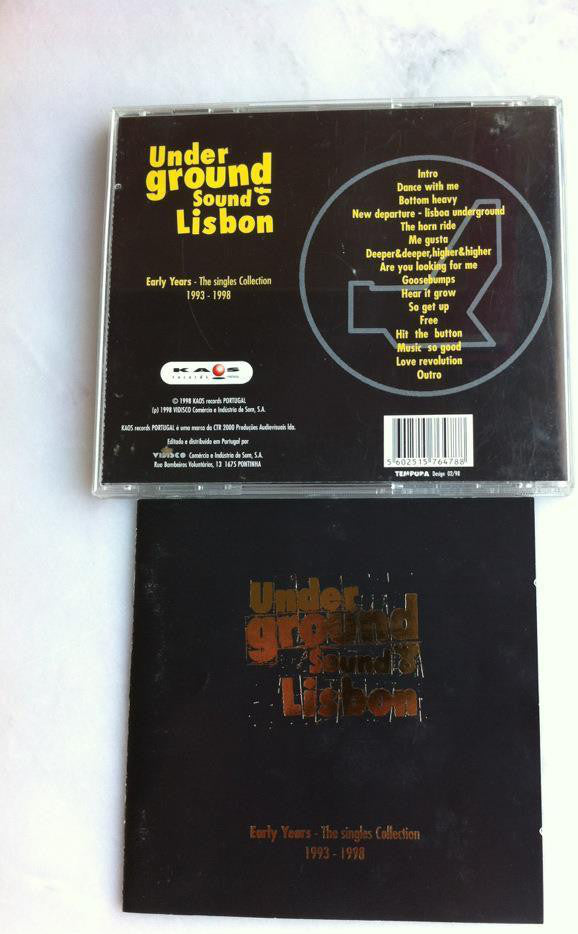 Under
ground
Sound of
Lisbon
Early Years - The singles Collection
1993 - 1998
Intro
Dance with me
Bottom heavy
New departure - lisboa underground
The horn ride
Me gusta
Deeper&deeper,higher&higher
Are you looking for me
Goosebumps
Hear it grow
So get up
Free
Hit the button
Music so good
Love revolution
Outro
KAOS
records
© 1998 KAOS records PORTUGAL
(p) 1998 VIDISCO Comércio e Indústria de Som, S.A.
KAOS records PORTUGAL é uma marca da CTR 2000 Produções Audiovisuais lda.
Editado e distribuído em Portugal por
VIDISCO Comércio e Indústria de Som, S.A.
Rua Bombeiros Voluntários, 13 1675 PONTINHA
5 602515 764788
TEMPUPA Design 02/98
Under
ground
Sound of
Lisbon
Early Years - The singles Collection
1993 - 1998